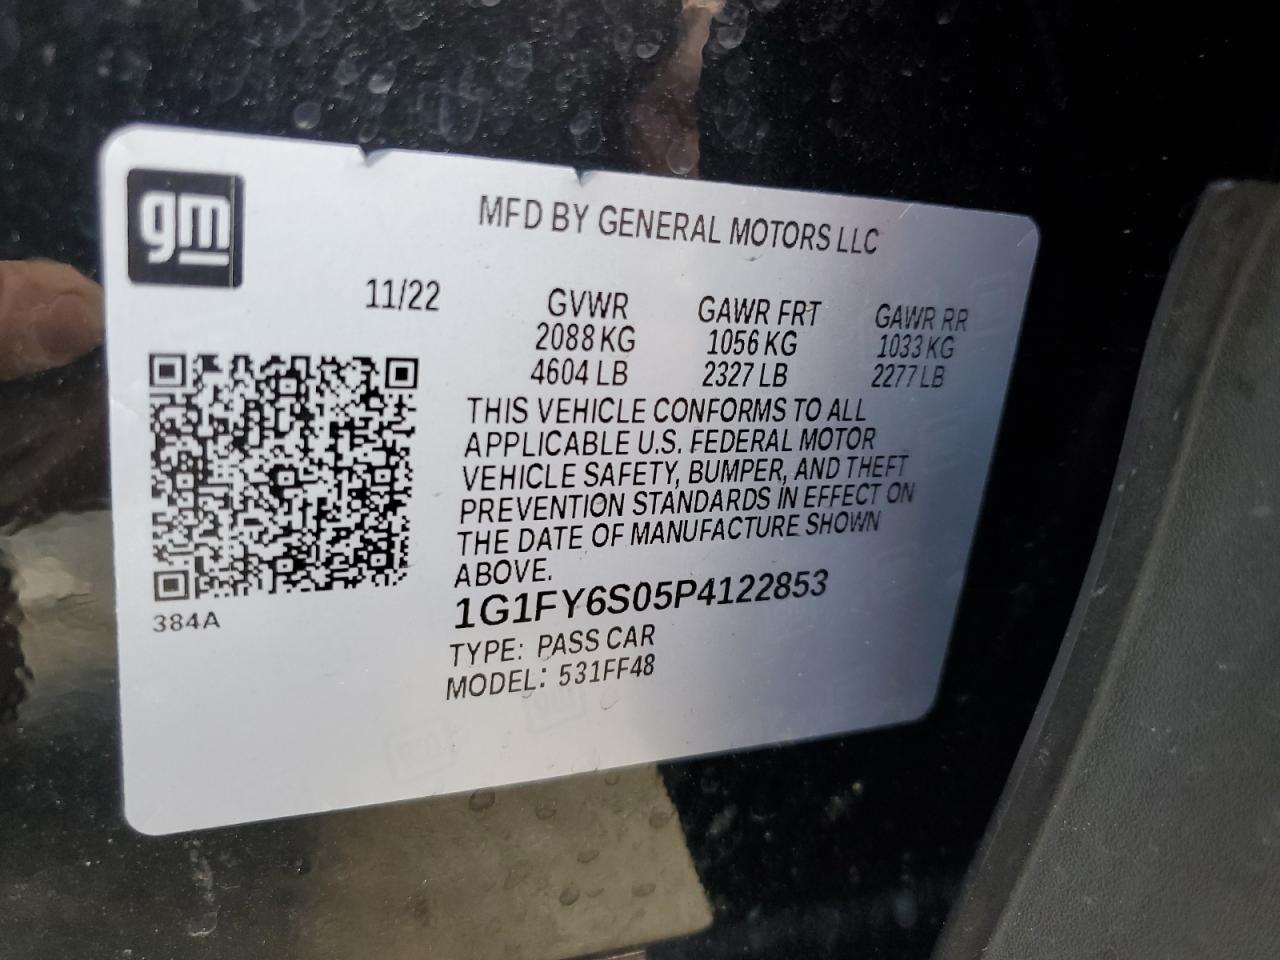 gm
MFD BY GENERAL MOTORS LLC
11/22
GVWR GAWR FRT GAWR RR
2088 KG 1056 KG 1033 KG
4604 LB 2327 LB 2277 LB
THIS VEHICLE CONFORMS TO ALL
APPLICABLE U.S. FEDERAL MOTOR
VEHICLE SAFETY, BUMPER, AND THEFT
PREVENTION STANDARDS IN EFFECT ON
THE DATE OF MANUFACTURE SHOWN
ABOVE.
1G1FY6S05P4122853
384A
TYPE: PASS CAR
MODEL: 531FF48